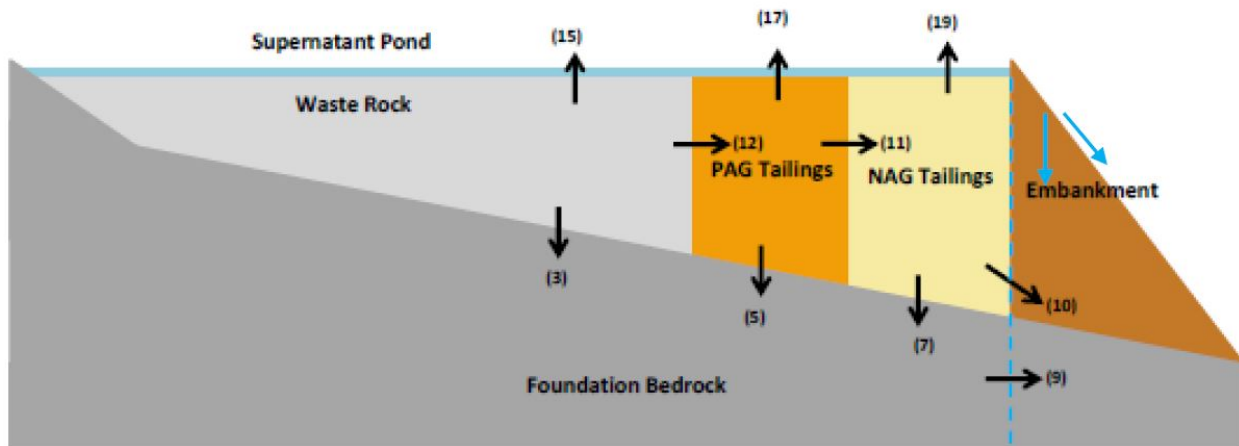 (15)
(17)
(19)
Supernatant Pond
Waste Rock
(12)
(11)
PAG Tailings
NAG Tailings
Embankment
(3)
(5)
(7)
(10)
Foundation Bedrock
(9)